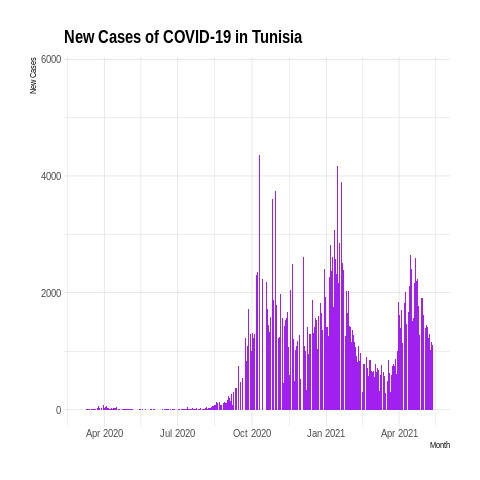 New Cases of COVID-19 in Tunisia
New Cases
6000
4000
2000
0
Apr 2020 Jul 2020 Oct 2020 Jan 2021 Apr 2021
Month